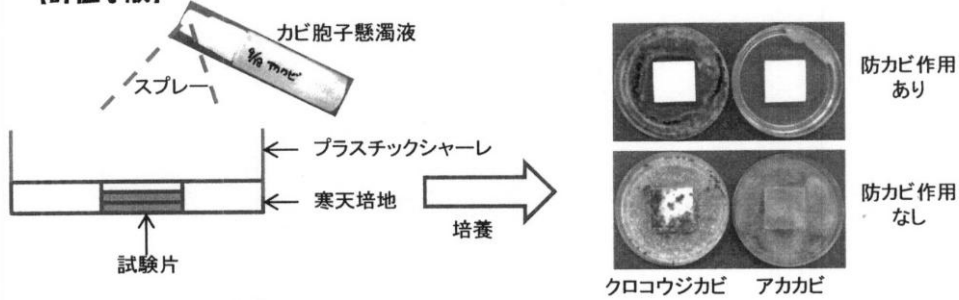 カビ胞子懸濁液
スプレー
プラスチックシャーレ
寒天培地
試験片
培養
防カビ作用
あり
防カビ作用
なし
クロコウジカビ
アカカビ